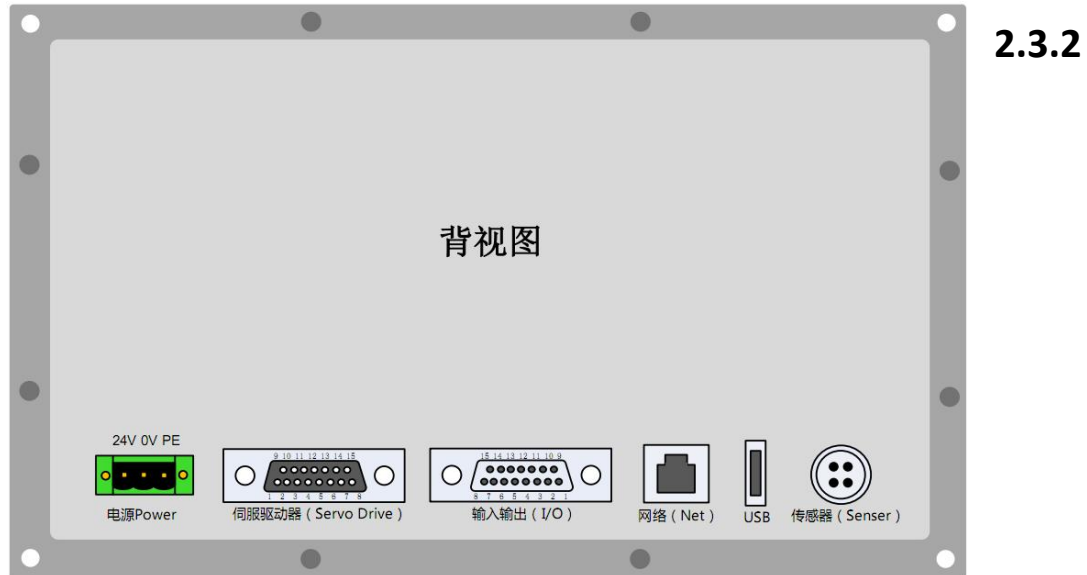 2.3.2
背视图
24V 0V PE
电源Power
9 10 11 12 13 14 15
1 2 3 4 5 6 7 8
伺服驱动器（Servo Drive）
15 14 13 12 11 10 9
8 7 6 5 4 3 2 1
输入输出（I/O）
网络（Net）
USB
传感器（Senser）